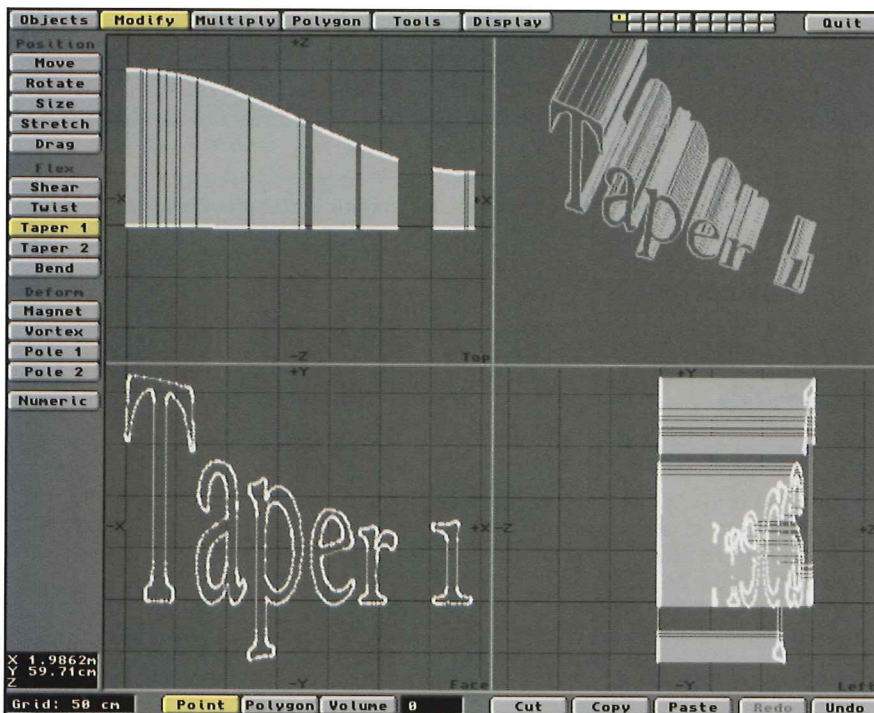 Objects Modify Multiply Polygon Tools Display 1 Quit
Position
Move
Rotate
Size
Stretch
Drag
Flex
Shear
Twist
Taper 1
Taper 2
Bend
Deform
Magnet
Vortex
Pole 1
Pole 2
Numeric
+Z
-X +X
-Z Top
Taper 1
+Y
-X +X
Taper 1
-Y Face
+Y
-Z +Z
-Y Left
X 1.9862m
Y 59.71cm
Z
Grid: 50 cm Point Polygon Volume 0 Cut Copy Paste Redo Undo